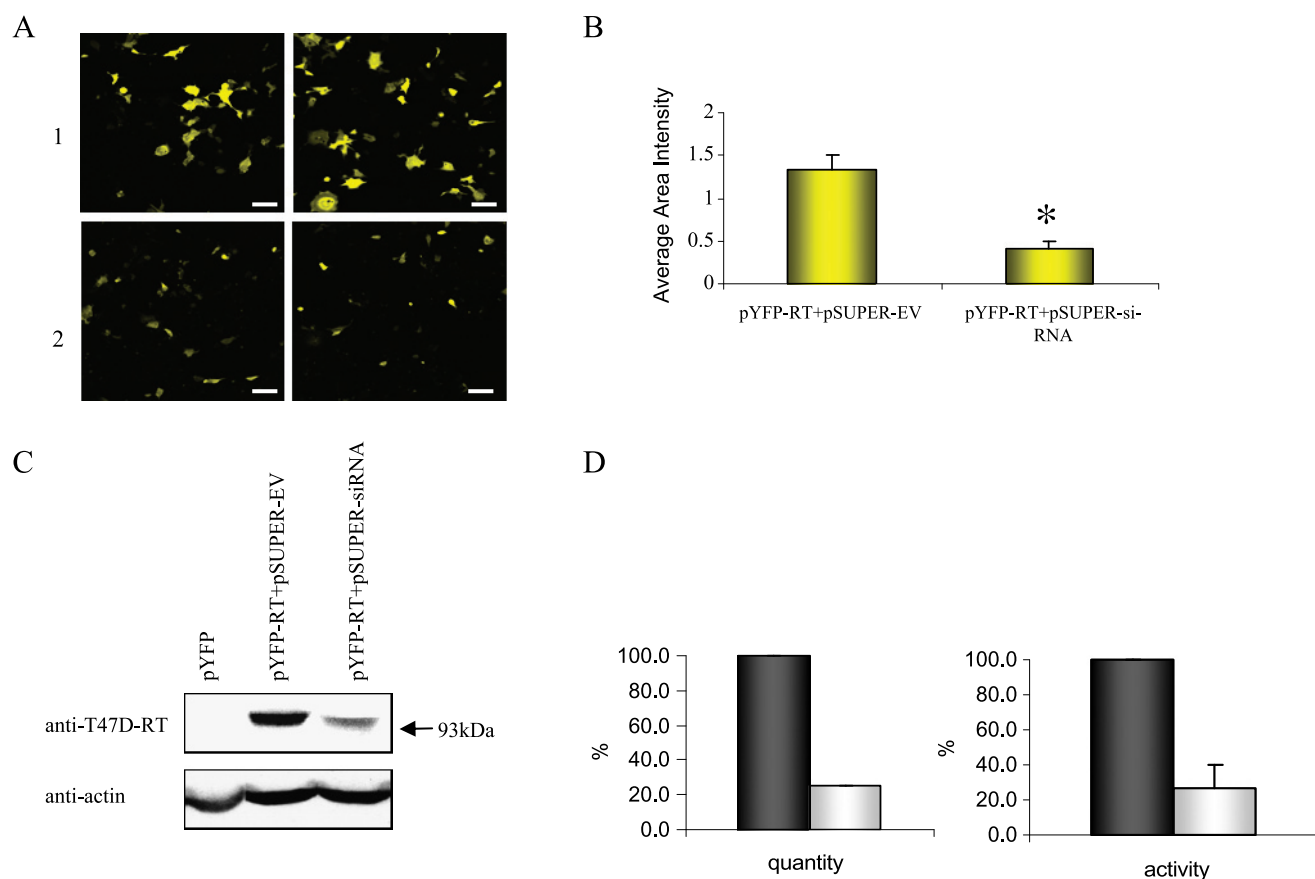 A
1
2
B
Average Area Intensity
2
1.5
1
0.5
0
*
pYFP-RT+pSUPER-EV
pYFP-RT+pSUPER-si-
RNA
C
pYFP
pYFP-RT+pSUPER-EV
pYFP-RT+pSUPER-siRNA
anti-T47D-RT
93kDa
anti-actin
D
%
100.0
80.0
60.0
40.0
20.0
0.0
quantity
%
100.0
80.0
60.0
40.0
20.0
0.0
activity